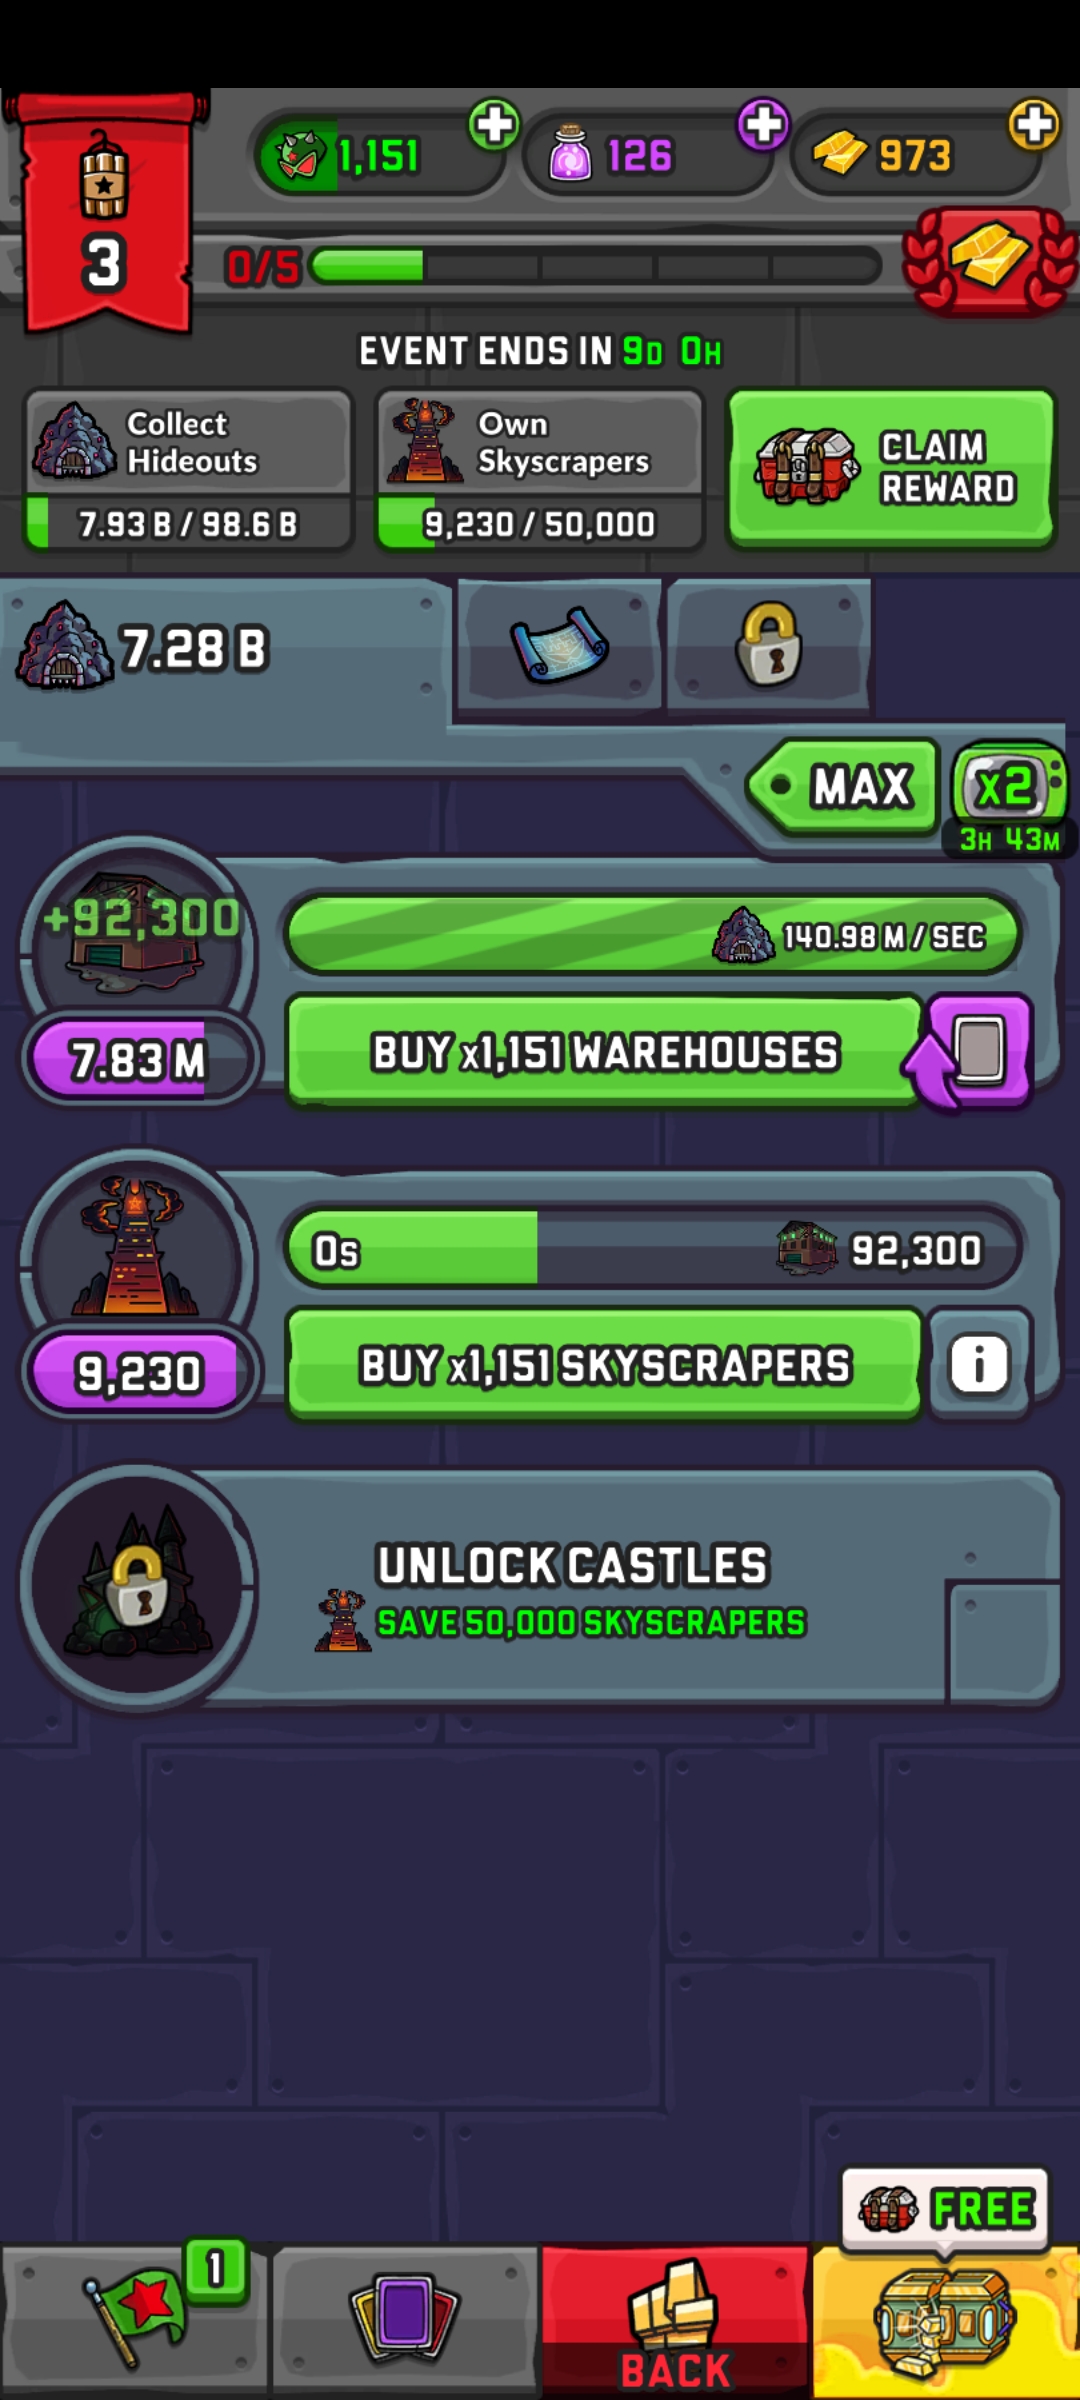 1,151
126
973
3
0/5
EVENT ENDS IN 9D 0H
Collect
Hideouts
7.93 B / 98.6 B
Own
Skyscrapers
9,230 / 50,000
CLAIM
REWARD
7.28 B
MAX
x2
3H 43M
+92,300
140.98 M / SEC
7.83 M
BUY x1,151 WAREHOUSES
0s
92,300
9,230
BUY x1,151 SKYSCRAPERS
i
UNLOCK CASTLES
SAVE 50,000 SKYSCRAPERS
FREE
1
BACK